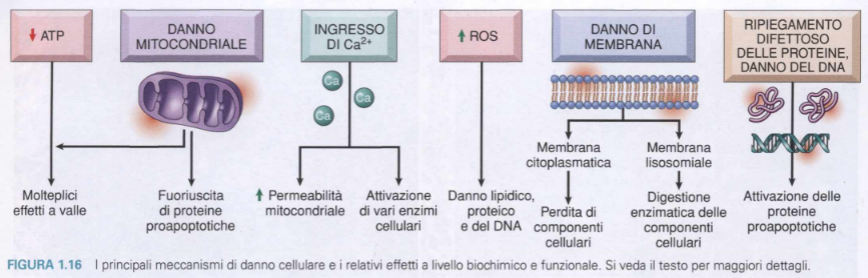 ↓ ATP
DANNO
MITOCONDRIALE
INGRESSO
DI Ca2+
↑ ROS
DANNO DI
MEMBRANA
RIPIEGAMENTO
DIFETTOSO
DELLE PROTEINE,
DANNO DEL DNA
Ca
Ca
Ca
Molteplici
effetti a valle
Fuoriuscita
di proteine
proapoptotiche
↑ Permeabilità
mitocondriale
Attivazione
di vari enzimi
cellulari
Danno lipidico,
proteico
e del DNA
Membrana
citoplasmatica
Perdita di
componenti
cellulari
Membrana
lisosomiale
Digestione
enzimatica delle
componenti
cellulari
Attivazione delle
proteine
proapoptotiche
FIGURA 1.16 I principali meccanismi di danno cellulare e i relativi effetti a livello biochimico e funzionale. Si veda il testo per maggiori dettagli.